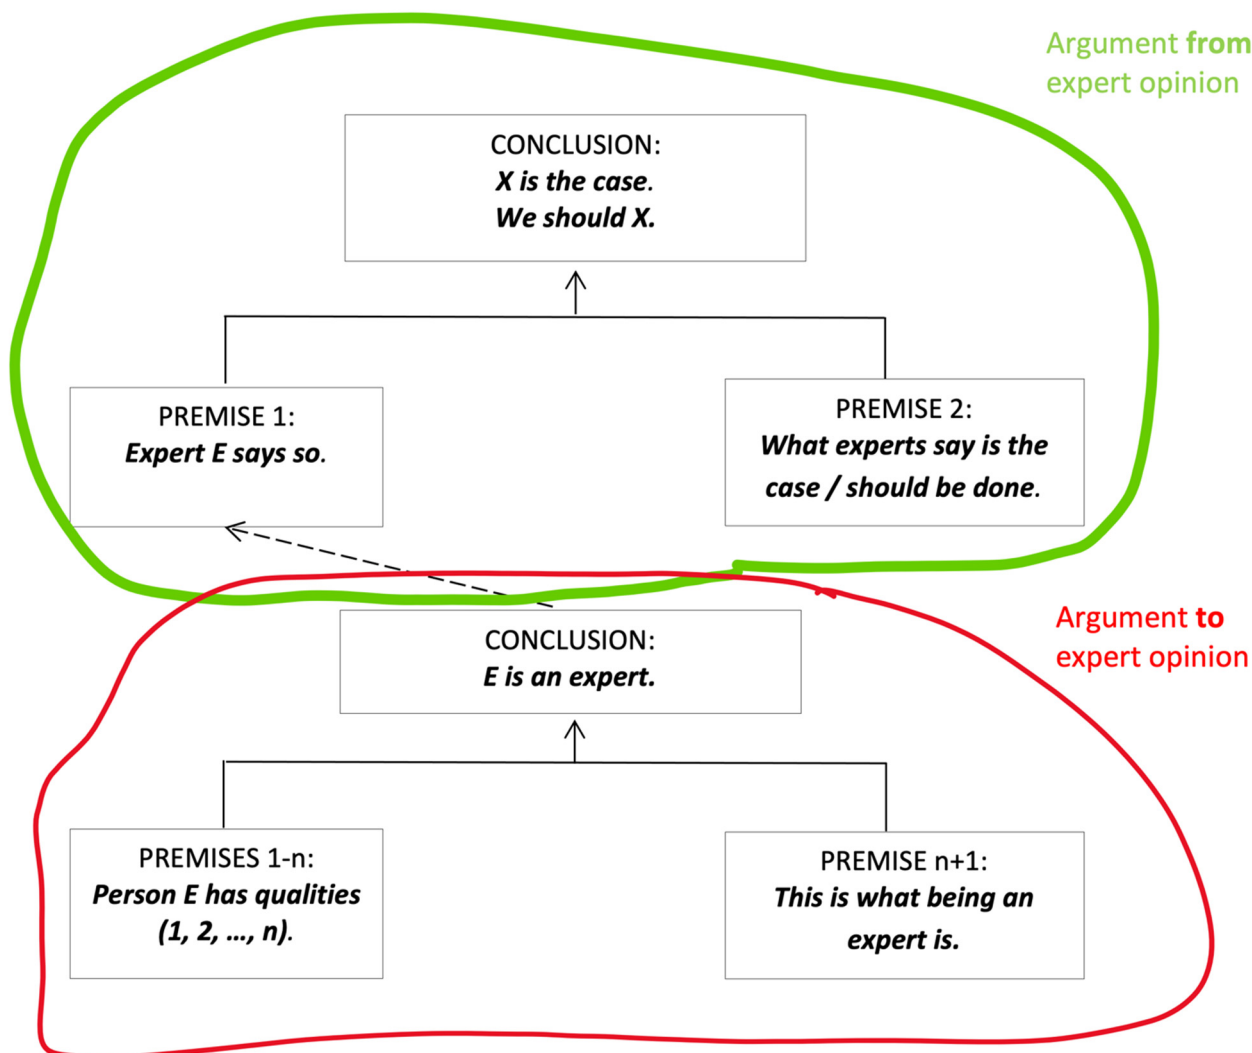 Argument from
expert opinion
CONCLUSION:
X is the case.
We should X.
PREMISE 1:
Expert E says so.
PREMISE 2:
What experts say is the
case / should be done.
Argument to
expert opinion
CONCLUSION:
E is an expert.
PREMISES 1-n:
Person E has qualities
(1, 2, ..., n).
PREMISE n+1:
This is what being an
expert is.